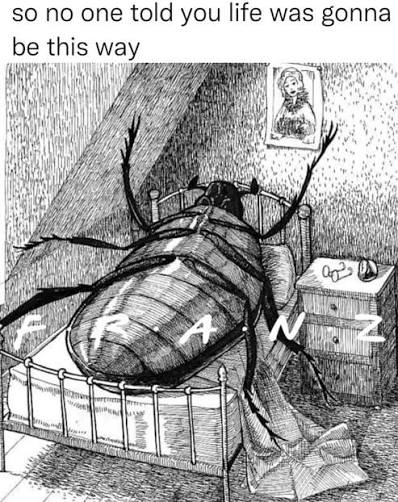 so no one told you life was gonna
be this way
F R · A · N Z